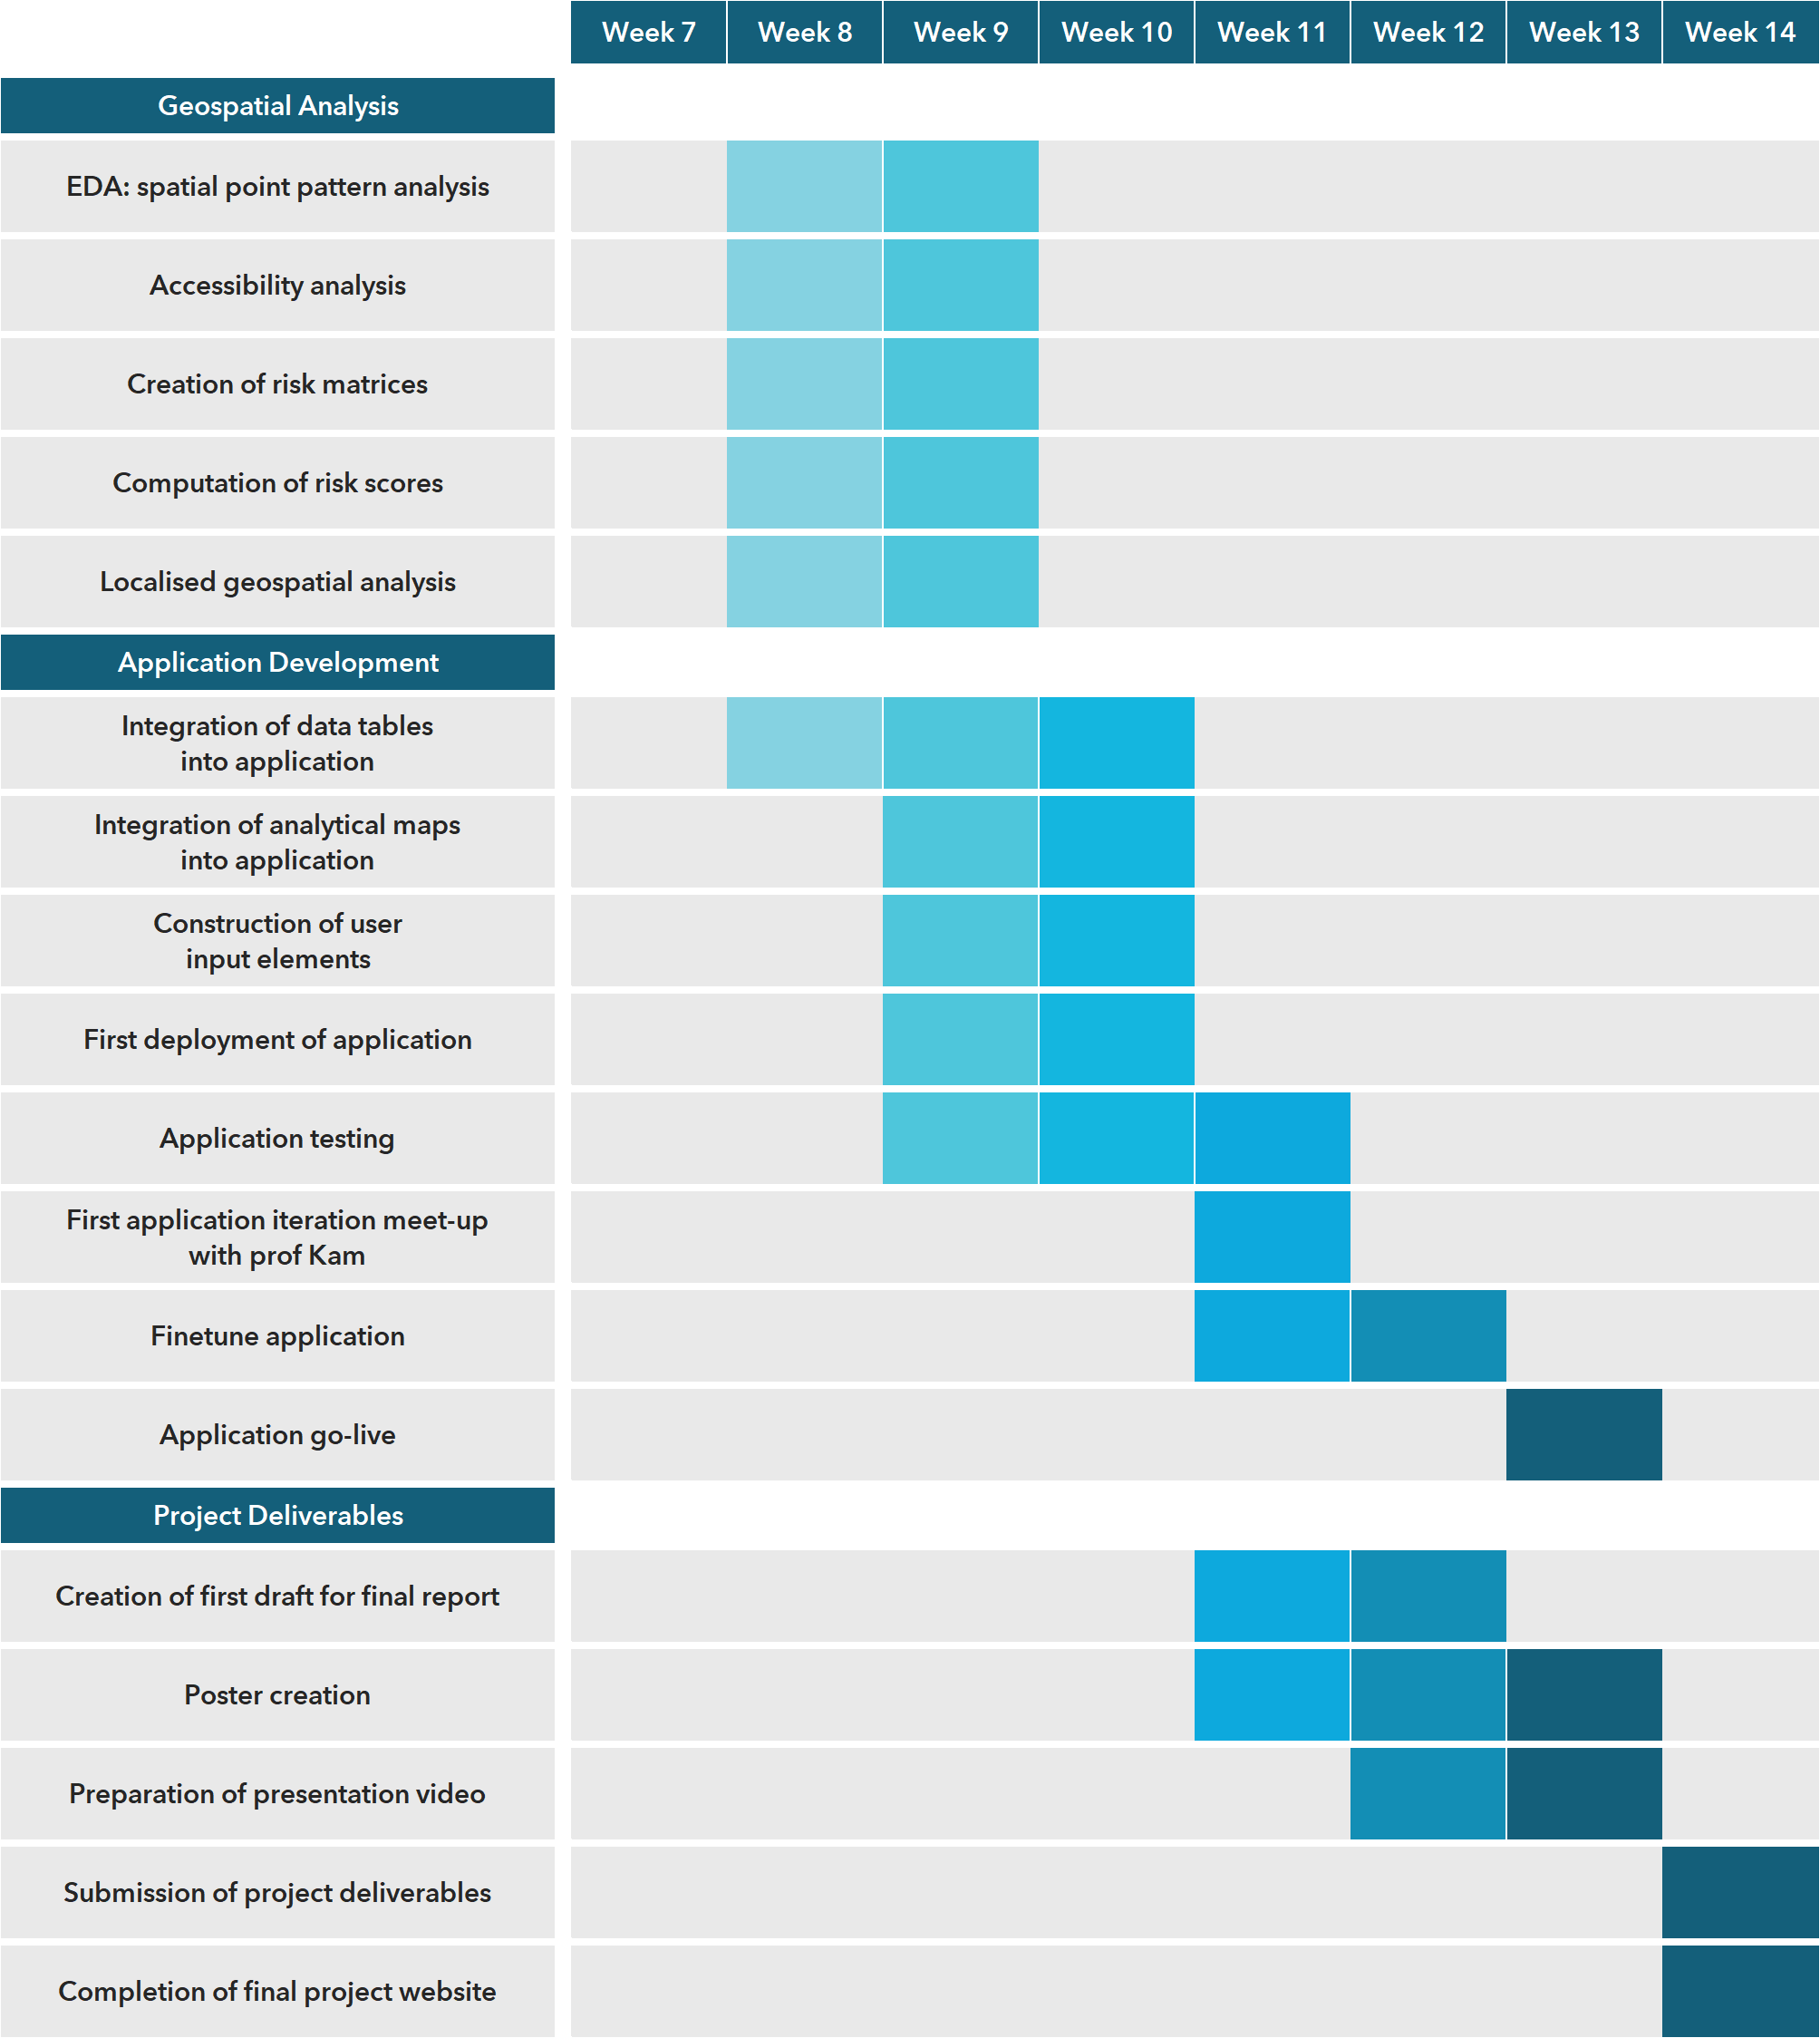 Week 7 Week 8 Week 9 Week 10 Week 11 Week 12 Week 13 Week 14
Geospatial Analysis
EDA: spatial point pattern analysis
Accessibility analysis
Creation of risk matrices
Computation of risk scores
Localised geospatial analysis
Application Development
Integration of data tables
into application
Integration of analytical maps
into application
Construction of user
input elements
First deployment of application
Application testing
First application iteration meet-up
with prof Kam
Finetune application
Application go-live
Project Deliverables
Creation of first draft for final report
Poster creation
Preparation of presentation video
Submission of project deliverables
Completion of final project website